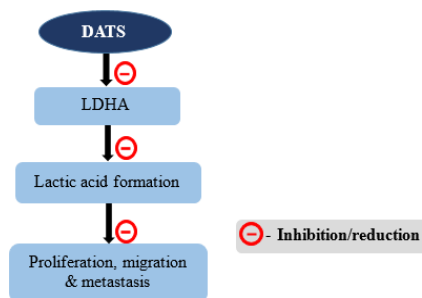 DATS
LDHA
Lactic acid formation
- Inhibition/reduction
Proliferation, migration
& metastasis